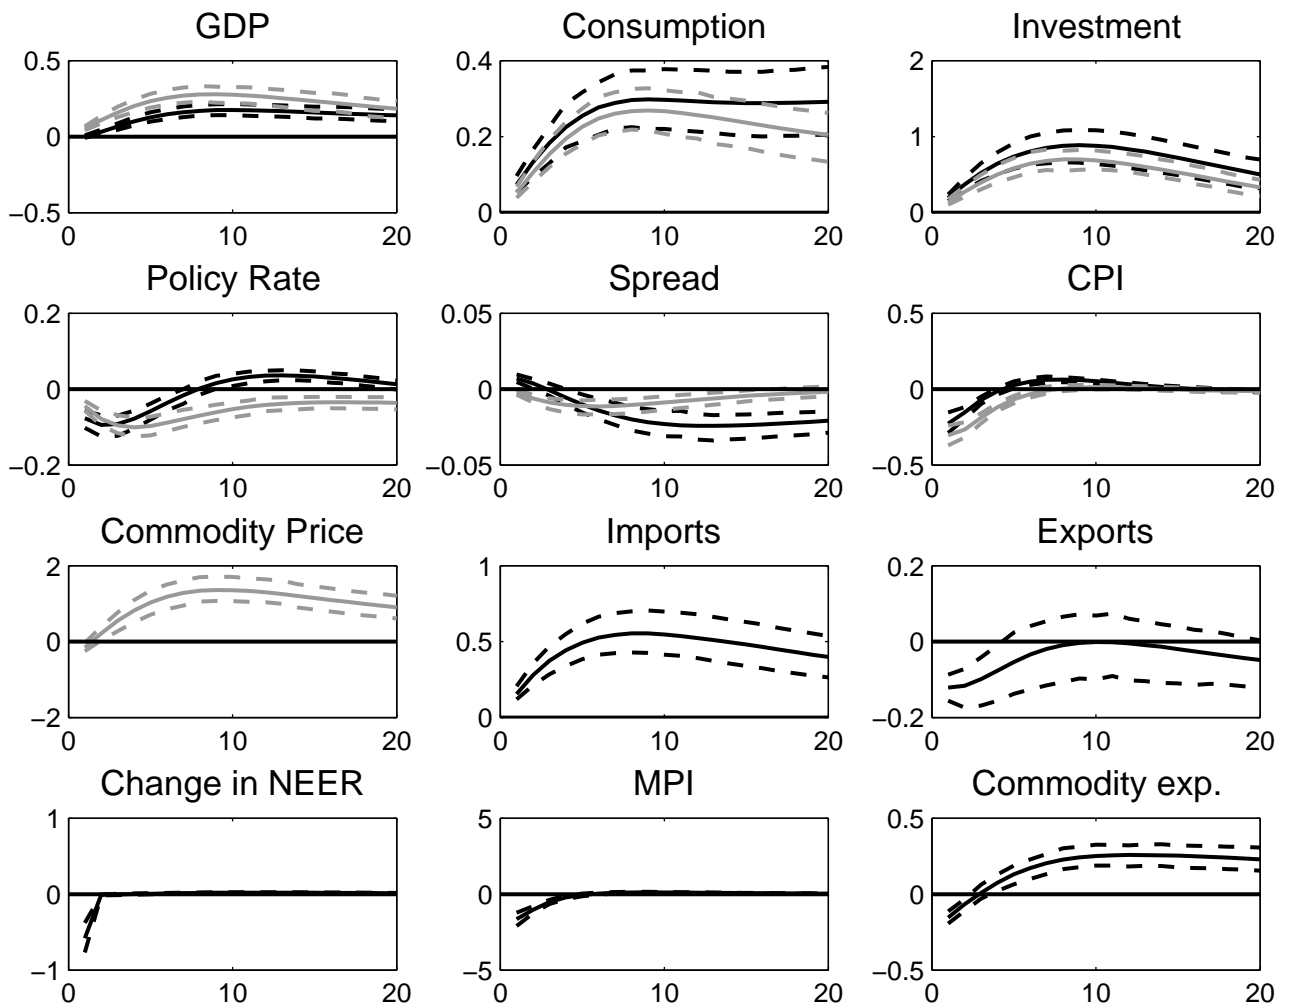 GDP Consumption Investment
0.5 0.4 2
0 0.2 1
−0.5 0 0
0 10 20 0 10 20 0 10 20
Policy Rate Spread CPI
0.2 0.05 0.5
0 0 0
−0.2 −0.05 −0.5
0 10 20 0 10 20 0 10 20
Commodity Price Imports Exports
2 1 0.2
0 0.5 0
−2 0 −0.2
0 10 20 0 10 20 0 10 20
Change in NEER MPI Commodity exp.
1 5 0.5
0 0 0
−1 −5 −0.5
0 10 20 0 10 20 0 10 20